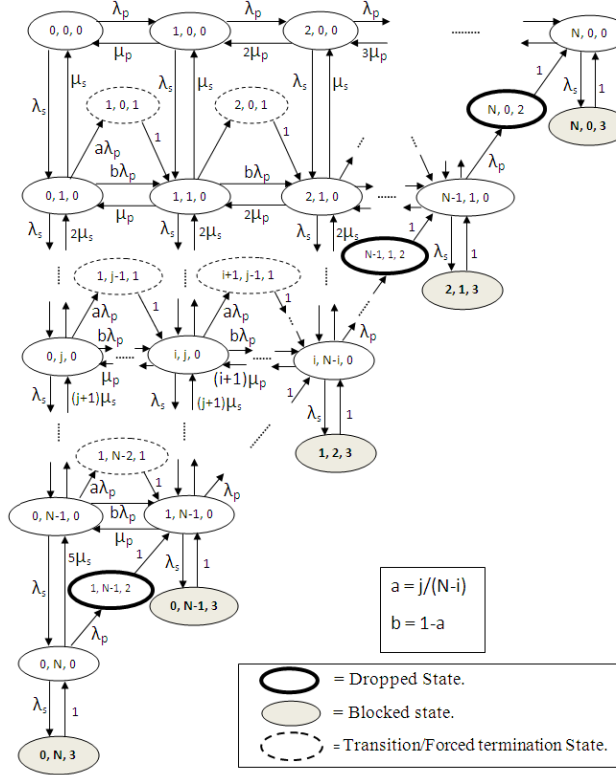 λp λp λp
0, 0, 0 1, 0, 0 2, 0, 0 ........ N, 0, 0
μp 2μp 3μp
1 λs 1
λs μs λs μs λs μs
1, 0, 1 2, 0, 1 N, 0, 2 N, 0, 3
aλp 1 1 λp
bλp bλp
0, 1, 0 1, 1, 0 2, 1, 0 ...... N-1, 1, 0
μp 2μp
λs 2μs λs 2μs λs 2μs 1 λs 1
N-1, 1, 2
1, j-1, 1 i+1, j-1, 1 2, 1, 3
aλp 1 aλp 1
bλp bλp λp
0, j, 0 ...... i, j, 0 ...... i, N-i, 0
μp (i+1)μp
λs (j+1)μs λs (j+1)μs 1 λs 1
1, N-2, 1 1, 2, 3
aλp 1 λp
0, N-1, 0 bλp 1, N-1, 0
μp
5μs 1 λs 1
λs 1, N-1, 2 0, N-1, 3
λp
0, N, 0
λs 1
0, N, 3
a = j/(N-i)
b = 1-a
= Dropped State.
= Blocked state.
= Transition/Forced termination State.